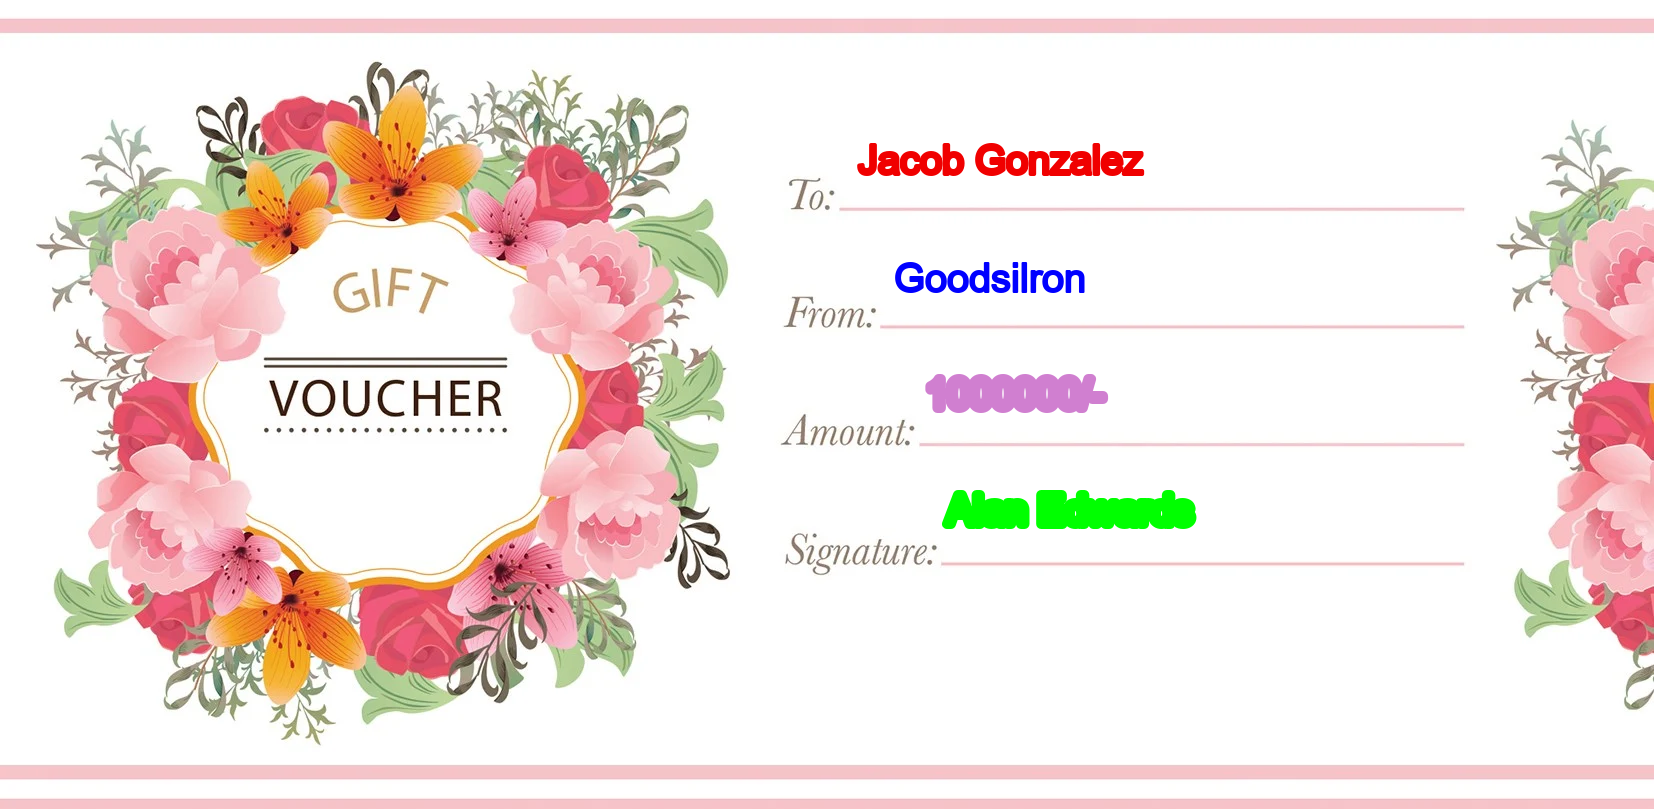 GIFT
VOUCHER
To: Jacob Gonzalez
From: Goodsilron
Amount: 1000000/-
Signature: Alan Edwards